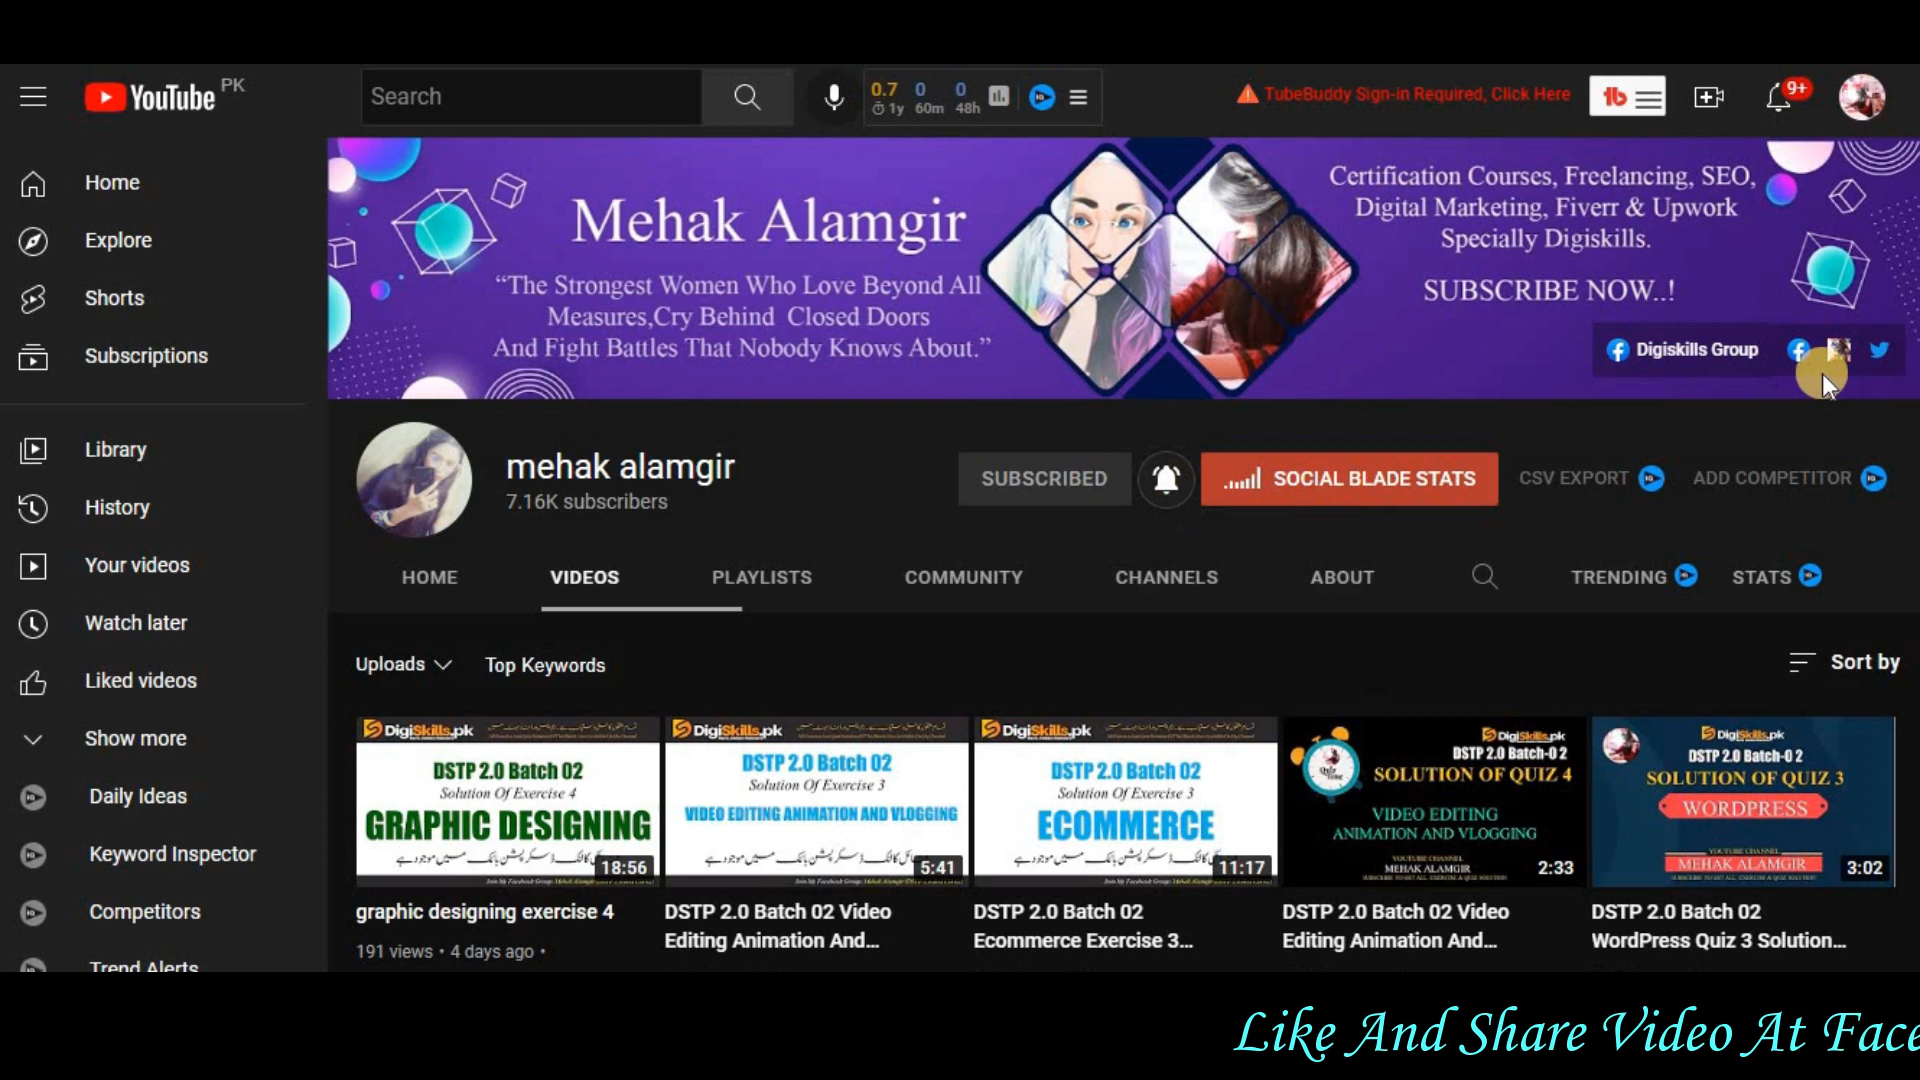 YouTube PK
Search
0.7 0 0
1y 60m 48h
TubeBuddy Sign-in Required, Click Here
9+
Home
Explore
Shorts
Subscriptions
Library
History
Your videos
Watch later
Liked videos
Show more
Daily Ideas
Keyword Inspector
Competitors
Trend Alerts
Mehak Alamgir
“The Strongest Women Who Love Beyond All
Measures,Cry Behind Closed Doors
And Fight Battles That Nobody Knows About.”
Certification Courses, Freelancing, SEO,
Digital Marketing, Fiverr & Upwork
Specially Digiskills.
SUBSCRIBE NOW..!
Digiskills Group
mehak alamgir
7.16K subscribers
SUBSCRIBED
SOCIAL BLADE STATS
CSV EXPORT
ADD COMPETITOR
HOME VIDEOS PLAYLISTS COMMUNITY CHANNELS ABOUT TRENDING STATS
Uploads Top Keywords
Sort by
DigiSkills.pk
DSTP 2.0 Batch 02
Solution Of Exercise 4
GRAPHIC DESIGNING
18:56
graphic designing exercise 4
191 views • 4 days ago •
DigiSkills.pk
DSTP 2.0 Batch 02
Solution Of Exercise 3
VIDEO EDITING ANIMATION AND VLOGGING
5:41
DSTP 2.0 Batch 02 Video
Editing Animation And...
DigiSkills.pk
DSTP 2.0 Batch 02
Solution Of Exercise 3
ECOMMERCE
11:17
DSTP 2.0 Batch 02
Ecommerce Exercise 3...
DigiSkills.pk
DSTP 2.0 Batch-0 2
SOLUTION OF QUIZ 4
VIDEO EDITING
ANIMATION AND VLOGGING
YOUTUBE CHANNEL
MEHAK ALAMGIR
2:33
DSTP 2.0 Batch 02 Video
Editing Animation And...
DigiSkills.pk
DSTP 2.0 Batch-0 2
SOLUTION OF QUIZ 3
WORDPRESS
YOUTUBE CHANNEL
MEHAK ALAMGIR
3:02
DSTP 2.0 Batch 02
WordPress Quiz 3 Solution...
Like And Share Video At Face